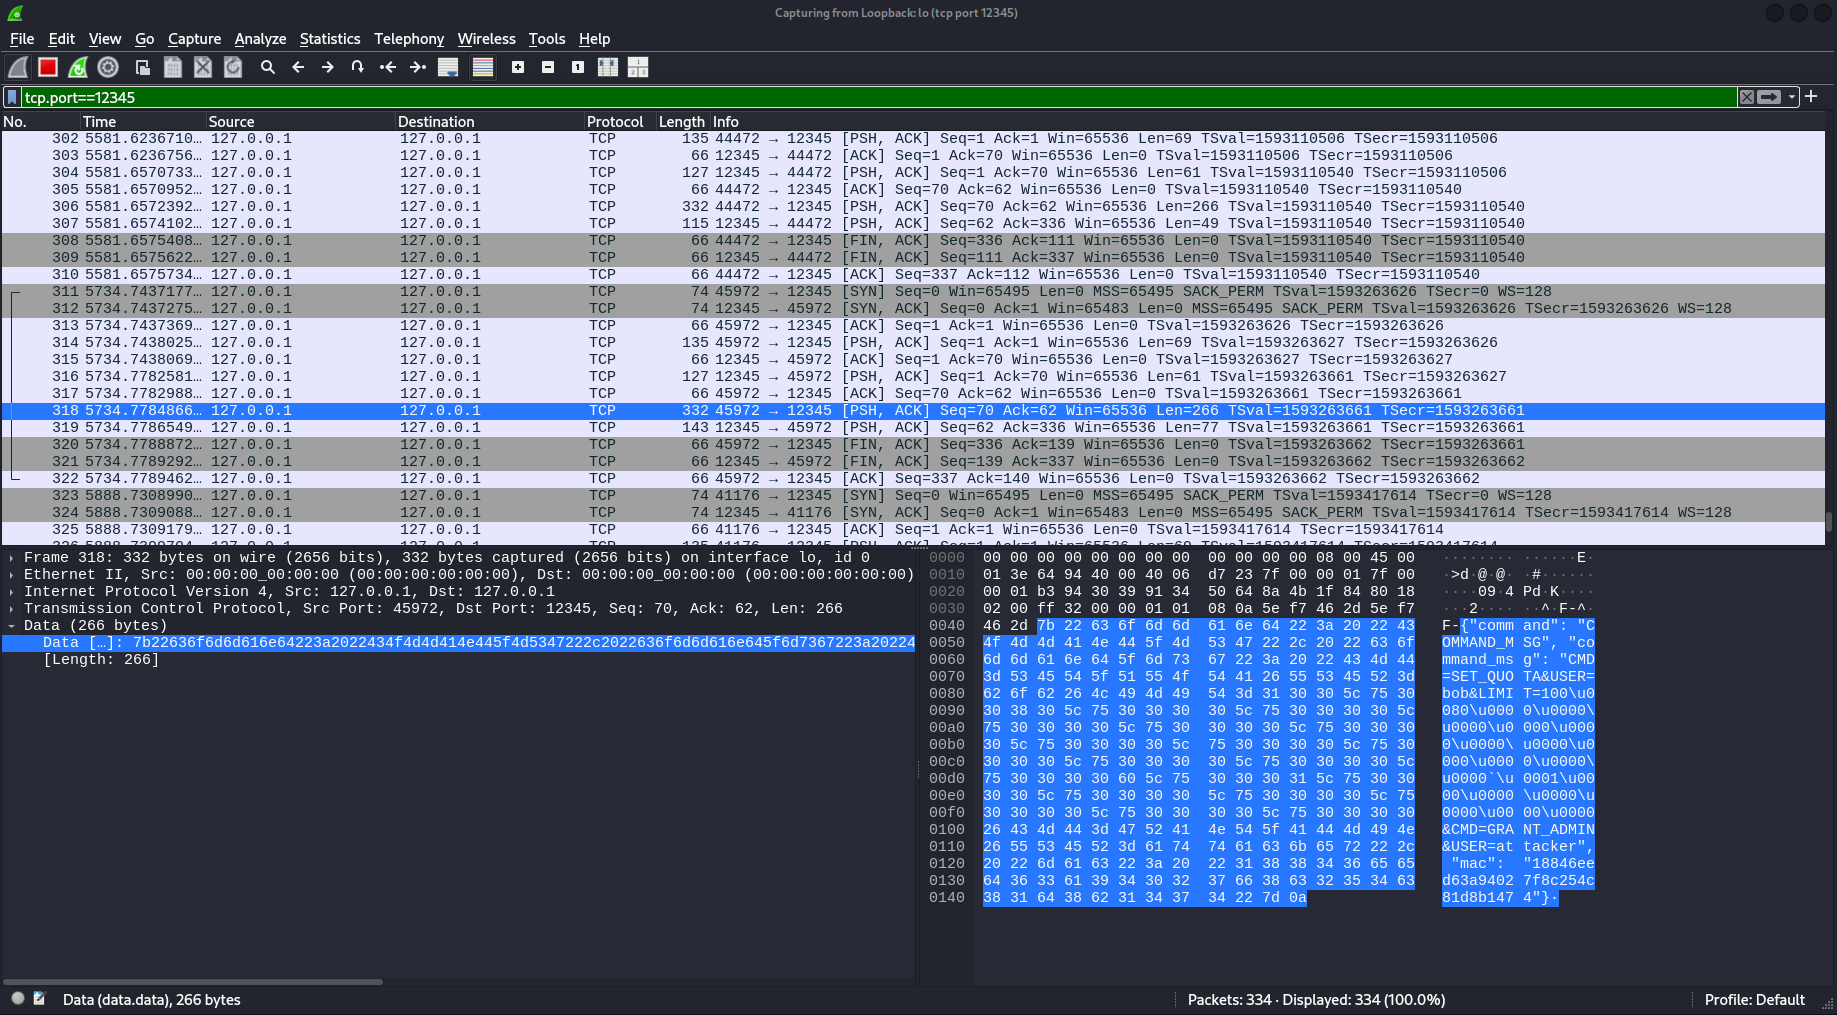 Capturing from Loopback: lo (tcp port 12345)
File Edit View Go Capture Analyze Statistics Telephony Wireless Tools Help
tcp.port==12345
No. Time Source Destination Protocol Length Info
302 5581.6236710… 127.0.0.1 127.0.0.1 TCP 135 44472 → 12345 [PSH, ACK] Seq=1 Ack=1 Win=65536 Len=69 TSval=1593110506 TSecr=1593110506
303 5581.6236756… 127.0.0.1 127.0.0.1 TCP 66 12345 → 44472 [ACK] Seq=1 Ack=70 Win=65536 Len=0 TSval=1593110506 TSecr=1593110506
304 5581.6570733… 127.0.0.1 127.0.0.1 TCP 127 12345 → 44472 [PSH, ACK] Seq=1 Ack=70 Win=65536 Len=61 TSval=1593110540 TSecr=1593110506
305 5581.6570952… 127.0.0.1 127.0.0.1 TCP 66 44472 → 12345 [ACK] Seq=70 Ack=62 Win=65536 Len=0 TSval=1593110540 TSecr=1593110540
306 5581.6572392… 127.0.0.1 127.0.0.1 TCP 332 44472 → 12345 [PSH, ACK] Seq=70 Ack=62 Win=65536 Len=266 TSval=1593110540 TSecr=1593110540
307 5581.6574102… 127.0.0.1 127.0.0.1 TCP 115 12345 → 44472 [PSH, ACK] Seq=62 Ack=336 Win=65536 Len=49 TSval=1593110540 TSecr=1593110540
308 5581.6575408… 127.0.0.1 127.0.0.1 TCP 66 44472 → 12345 [FIN, ACK] Seq=336 Ack=111 Win=65536 Len=0 TSval=1593110540 TSecr=1593110540
309 5581.6575622… 127.0.0.1 127.0.0.1 TCP 66 12345 → 44472 [FIN, ACK] Seq=111 Ack=337 Win=65536 Len=0 TSval=1593110540 TSecr=1593110540
310 5581.6575734… 127.0.0.1 127.0.0.1 TCP 66 44472 → 12345 [ACK] Seq=337 Ack=112 Win=65536 Len=0 TSval=1593110540 TSecr=1593110540
311 5734.7437177… 127.0.0.1 127.0.0.1 TCP 74 45972 → 12345 [SYN] Seq=0 Win=65495 Len=0 MSS=65495 SACK_PERM TSval=1593263626 TSecr=0 WS=128
312 5734.7437275… 127.0.0.1 127.0.0.1 TCP 74 12345 → 45972 [SYN, ACK] Seq=0 Ack=1 Win=65483 Len=0 MSS=65495 SACK_PERM TSval=1593263626 TSecr=1593263626 WS=128
313 5734.7437369… 127.0.0.1 127.0.0.1 TCP 66 45972 → 12345 [ACK] Seq=1 Ack=1 Win=65536 Len=0 TSval=1593263626 TSecr=1593263626
314 5734.7438025… 127.0.0.1 127.0.0.1 TCP 135 45972 → 12345 [PSH, ACK] Seq=1 Ack=1 Win=65536 Len=69 TSval=1593263627 TSecr=1593263626
315 5734.7438069… 127.0.0.1 127.0.0.1 TCP 66 12345 → 45972 [ACK] Seq=1 Ack=70 Win=65536 Len=0 TSval=1593263627 TSecr=1593263627
316 5734.7782581… 127.0.0.1 127.0.0.1 TCP 127 12345 → 45972 [PSH, ACK] Seq=1 Ack=70 Win=65536 Len=61 TSval=1593263661 TSecr=1593263627
317 5734.7782988… 127.0.0.1 127.0.0.1 TCP 66 45972 → 12345 [ACK] Seq=70 Ack=62 Win=65536 Len=0 TSval=1593263661 TSecr=1593263661
318 5734.7784866… 127.0.0.1 127.0.0.1 TCP 332 45972 → 12345 [PSH, ACK] Seq=70 Ack=62 Win=65536 Len=266 TSval=1593263661 TSecr=1593263661
319 5734.7786549… 127.0.0.1 127.0.0.1 TCP 143 12345 → 45972 [PSH, ACK] Seq=62 Ack=336 Win=65536 Len=77 TSval=1593263661 TSecr=1593263661
320 5734.7788872… 127.0.0.1 127.0.0.1 TCP 66 45972 → 12345 [FIN, ACK] Seq=336 Ack=139 Win=65536 Len=0 TSval=1593263662 TSecr=1593263661
321 5734.7789292… 127.0.0.1 127.0.0.1 TCP 66 12345 → 45972 [FIN, ACK] Seq=139 Ack=337 Win=65536 Len=0 TSval=1593263662 TSecr=1593263662
322 5734.7789462… 127.0.0.1 127.0.0.1 TCP 66 45972 → 12345 [ACK] Seq=337 Ack=140 Win=65536 Len=0 TSval=1593263662 TSecr=1593263662
323 5888.7308990… 127.0.0.1 127.0.0.1 TCP 74 41176 → 12345 [SYN] Seq=0 Win=65495 Len=0 MSS=65495 SACK_PERM TSval=1593417614 TSecr=0 WS=128
324 5888.7309088… 127.0.0.1 127.0.0.1 TCP 74 12345 → 41176 [SYN, ACK] Seq=0 Ack=1 Win=65483 Len=0 MSS=65495 SACK_PERM TSval=1593417614 TSecr=1593417614 WS=128
325 5888.7309179… 127.0.0.1 127.0.0.1 TCP 66 41176 → 12345 [ACK] Seq=1 Ack=1 Win=65536 Len=0 TSval=1593417614 TSecr=1593417614
Frame 318: 332 bytes on wire (2656 bits), 332 bytes captured (2656 bits) on interface lo, id 0
Ethernet II, Src: 00:00:00_00:00:00 (00:00:00:00:00:00), Dst: 00:00:00_00:00:00 (00:00:00:00:00:00)
Internet Protocol Version 4, Src: 127.0.0.1, Dst: 127.0.0.1
Transmission Control Protocol, Src Port: 45972, Dst Port: 12345, Seq: 70, Ack: 62, Len: 266
Data (266 bytes)
Data […]: 7b22636f6d6d616e64223a2022434f4d4d414e445f4d5347222c2022636f6d6d616e645f6d7367223a20224
[Length: 266]
0000 00 00 00 00 00 00 00 00 00 00 00 00 08 00 45 00 ········ ······E·
0010 01 3e 64 94 40 00 40 06 d7 23 7f 00 00 01 7f 00 ·>d·@·@· ·#······
0020 00 01 b3 94 30 39 91 34 50 64 8a 4b 1f 84 80 18 ····09·4 Pd·K····
0030 02 00 ff 32 00 00 01 01 08 0a 5e f7 46 2d 5e f7 ···2···· ··^·F-^·
0040 46 2d 7b 22 63 6f 6d 6d 61 6e 64 22 3a 20 22 43 F-{"comm and": "C
0050 4f 4d 4d 41 4e 44 5f 4d 53 47 22 2c 20 22 63 6f OMMAND_M SG", "co
0060 6d 6d 61 6e 64 5f 6d 73 67 22 3a 20 22 43 4d 44 mmand_ms g": "CMD
0070 3d 53 45 54 5f 51 55 4f 54 41 26 55 53 45 52 3d =SET_QUO TA&USER=
0080 62 6f 62 26 4c 49 4d 49 54 3d 31 30 30 5c 75 30 bob&LIMI T=100\u0
0090 30 38 30 5c 75 30 30 30 30 5c 75 30 30 30 30 5c 080\u000 0\u0000\
00a0 75 30 30 30 30 5c 75 30 30 30 30 5c 75 30 30 30 u0000\u0 000\u000
00b0 30 5c 75 30 30 30 30 5c 75 30 30 30 30 5c 75 30 0\u0000\ u0000\u0
00c0 30 30 30 5c 75 30 30 30 30 5c 75 30 30 30 30 5c 000\u000 0\u0000\
00d0 75 30 30 30 30 60 5c 75 30 30 30 31 5c 75 30 30 u0000`\u 0001\u00
00e0 30 30 5c 75 30 30 30 30 5c 75 30 30 30 30 5c 75 00\u0000 \u0000\u
00f0 30 30 30 30 5c 75 30 30 30 30 5c 75 30 30 30 30 0000\u00 00\u0000
0100 26 43 4d 44 3d 47 52 41 4e 54 5f 41 44 4d 49 4e &CMD=GRA NT_ADMIN
0110 26 55 53 45 52 3d 61 74 74 61 63 6b 65 72 22 2c &USER=at tacker",
0120 20 22 6d 61 63 22 3a 20 22 31 38 38 34 36 65 65 "mac": "18846ee
0130 64 36 33 61 39 34 30 32 37 66 38 63 32 35 34 63 d63a9402 7f8c254c
0140 38 31 64 38 62 31 34 37 34 22 7d 0a 81d8b147 4"}·
Data (data.data), 266 bytes
Packets: 334 · Displayed: 334 (100.0%)
Profile: Default